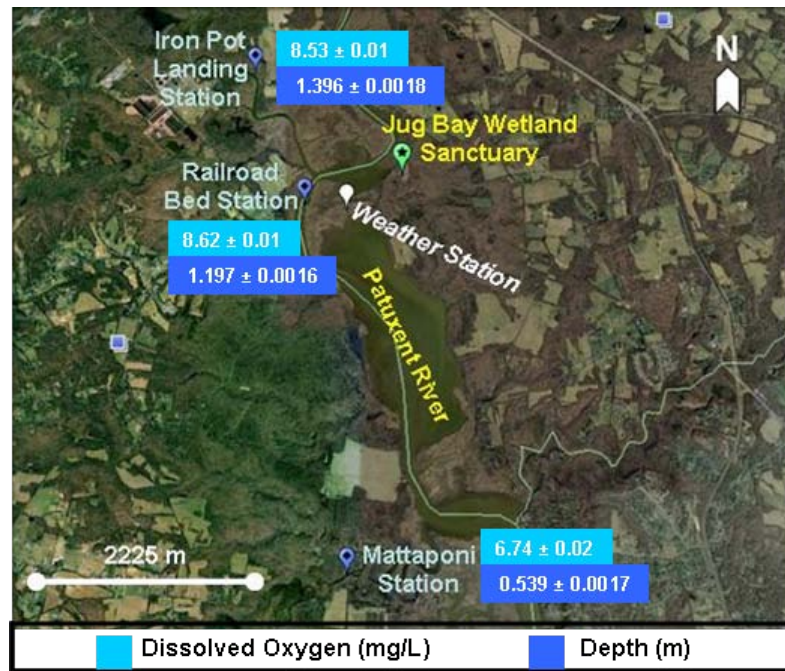 Iron Pot
Landing
Station
8.53 ± 0.01
1.396 ± 0.0018
N
Jug Bay Wetland
Sanctuary
Railroad
Bed Station
8.62 ± 0.01
1.197 ± 0.0016
Weather Station
Patuxent River
2225 m
Mattaponi
Station
6.74 ± 0.02
0.539 ± 0.0017
Dissolved Oxygen (mg/L)
Depth (m)